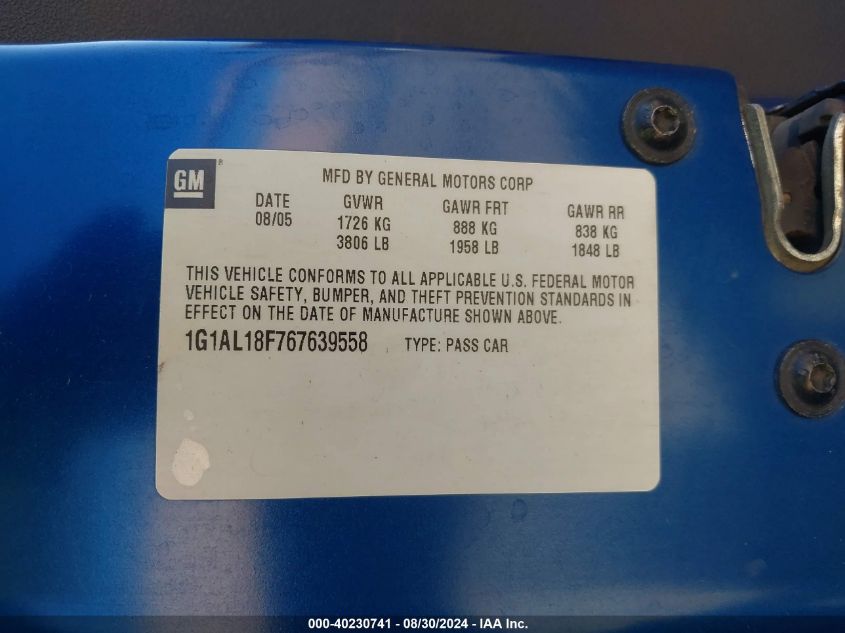 GM
MFD BY GENERAL MOTORS CORP
DATE GVWR GAWR FRT GAWR RR
08/05 1726 KG 888 KG 838 KG
3806 LB 1958 LB 1848 LB
THIS VEHICLE CONFORMS TO ALL APPLICABLE U.S. FEDERAL MOTOR
VEHICLE SAFETY, BUMPER, AND THEFT PREVENTION STANDARDS IN
EFFECT ON THE DATE OF MANUFACTURE SHOWN ABOVE.
1G1AL18F767639558 TYPE: PASS CAR
000-40230741 - 08/30/2024 - IAA Inc.